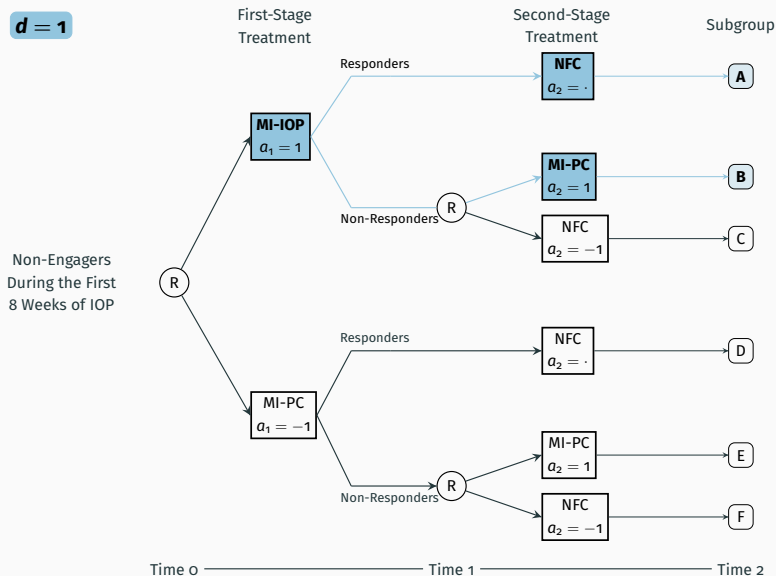 d = 1
First-Stage
Treatment
Second-Stage
Treatment
Subgroup
Responders
NFC
a₂ = ·
A
MI-IOP
a₁ = 1
MI-PC
a₂ = 1
B
Non-Responders
R
NFC
a₂ = −1
C
Non-Engagers
During the First
8 Weeks of IOP
R
Responders
NFC
a₂ = ·
D
MI-PC
a₁ = −1
MI-PC
a₂ = 1
E
Non-Responders
R
NFC
a₂ = −1
F
Time 0
Time 1
Time 2